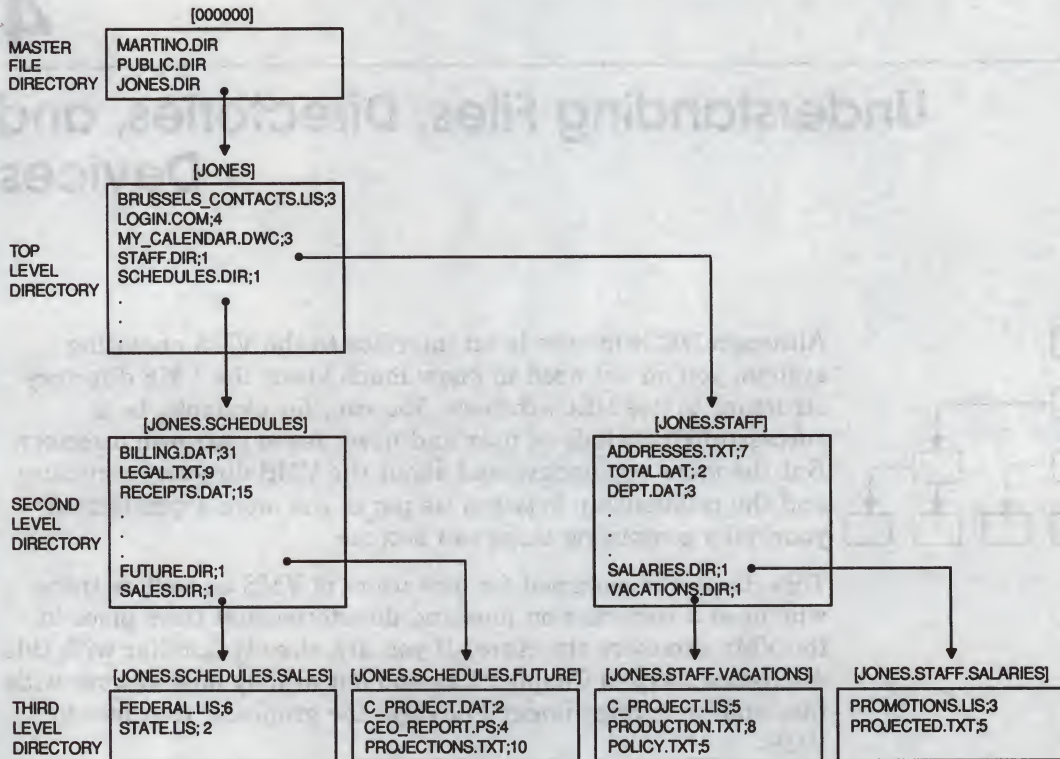 [000000]
MASTER
FILE
DIRECTORY
MARTINO.DIR
PUBLIC.DIR
JONES.DIR
[JONES]
TOP
LEVEL
DIRECTORY
BRUSSELS_CONTACTS.LIS;3
LOGIN.COM;4
MY_CALENDAR.DWC;3
STAFF.DIR;1
SCHEDULES.DIR;1
.
.
.
[JONES.SCHEDULES]
SECOND
LEVEL
DIRECTORY
BILLING.DAT;31
LEGAL.TXT;9
RECEIPTS.DAT;15
.
.
.
FUTURE.DIR;1
SALES.DIR;1
[JONES.STAFF]
ADDRESSES.TXT;7
TOTAL.DAT; 2
DEPT.DAT;3
.
.
.
SALARIES.DIR;1
VACATIONS.DIR;1
THIRD
LEVEL
DIRECTORY
[JONES.SCHEDULES.SALES]
FEDERAL.LIS;6
STATE.LIS; 2
[JONES.SCHEDULES.FUTURE]
C_PROJECT.DAT;2
CEO_REPORT.PS;4
PROJECTIONS.TXT;10
[JONES.STAFF.VACATIONS]
C_PROJECT.LIS;5
PRODUCTION.TXT;8
POLICY.TXT;5
[JONES.STAFF.SALARIES]
PROMOTIONS.LIS;3
PROJECTED.TXT;5
Understanding Files, Directories, and
Devices
4